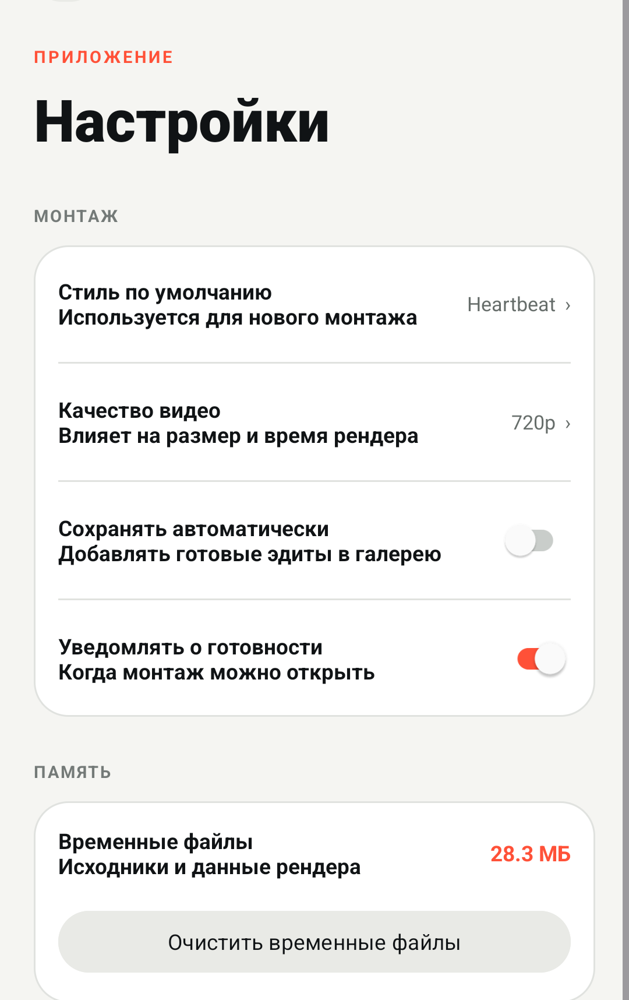 ПРИЛОЖЕНИЕ
Настройки
МОНТАЖ
Стиль по умолчанию
Используется для нового монтажа
Heartbeat ›
Качество видео
Влияет на размер и время рендера
720p ›
Сохранять автоматически
Добавлять готовые эдиты в галерею
Уведомлять о готовности
Когда монтаж можно открыть
ПАМЯТЬ
Временные файлы
Исходники и данные рендера
28.3 МБ
Очистить временные файлы